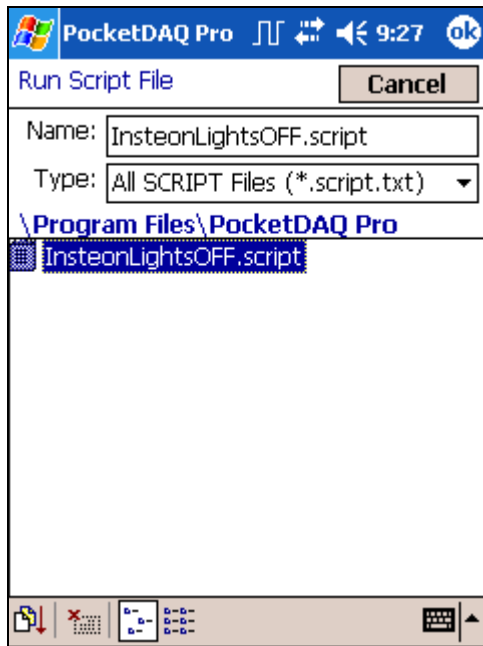 PocketDAQ Pro 9:27 ok
Run Script File Cancel
Name: InsteonLightsOFF.script
Type: All SCRIPT Files (*.script.txt)
\Program Files\PocketDAQ Pro
InsteonLightsOFF.script